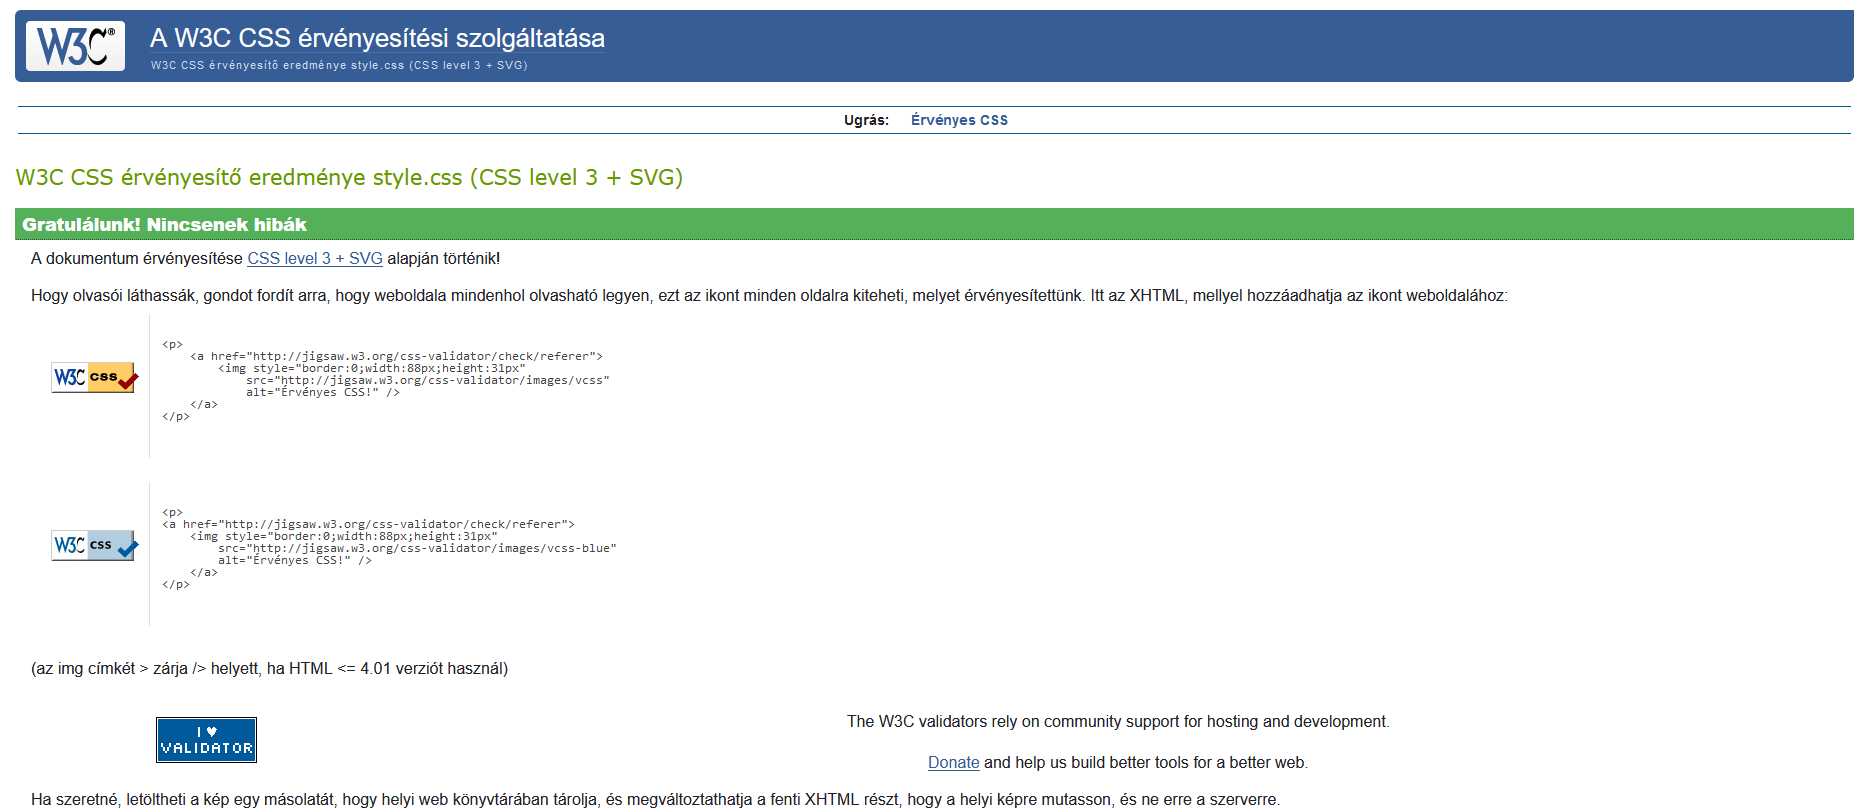 W3C®
A W3C CSS érvényesítési szolgáltatása
W3C CSS érvényesítő eredménye style.css (CSS level 3 + SVG)
Ugrás: Érvényes CSS
W3C CSS érvényesítő eredménye style.css (CSS level 3 + SVG)
Gratulálunk! Nincsenek hibák
A dokumentum érvényesítése CSS level 3 + SVG alapján történik!
Hogy olvasói láthassák, gondot fordít arra, hogy weboldala mindenhol olvasható legyen, ezt az ikont minden oldalra kiteheti, melyet érvényesítettünk. Itt az XHTML, mellyel hozzáadhatja az ikont weboldalához:
W3C css
<p>
<a href="http://jigsaw.w3.org/css-validator/check/referer">
<img style="border:0;width:88px;height:31px"
src="http://jigsaw.w3.org/css-validator/images/vcss"
alt="Érvényes CSS!" />
</a>
</p>
W3C css
<p>
<a href="http://jigsaw.w3.org/css-validator/check/referer">
<img style="border:0;width:88px;height:31px"
src="http://jigsaw.w3.org/css-validator/images/vcss-blue"
alt="Érvényes CSS!" />
</a>
</p>
(az img címkét > zárja /> helyett, ha HTML <= 4.01 verziót használ)
I ♥
VALIDATOR
The W3C validators rely on community support for hosting and development.
Donate and help us build better tools for a better web.
Ha szeretné, letöltheti a kép egy másolatát, hogy helyi web könyvtárában tárolja, és megváltoztathatja a fenti XHTML részt, hogy a helyi képre mutasson, és ne erre a szerverre.